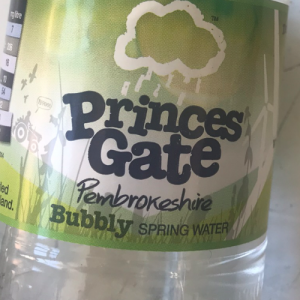 Princes
Gate
Pembrokeshire
Bubbly SPRING WATER